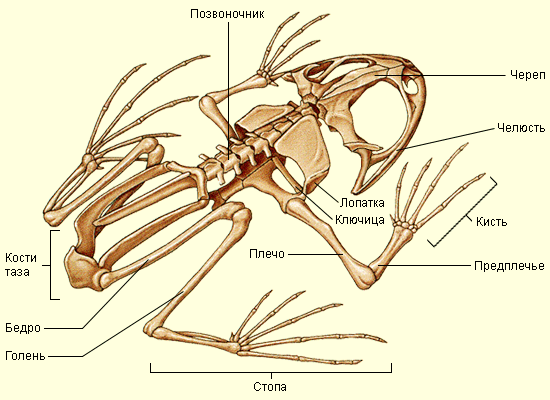 Позвоночник
Череп
Челюсть
Лопатка
Ключица
Кисть
Плечо
Предплечье
Кости
таза
Бедро
Голень
Стопа